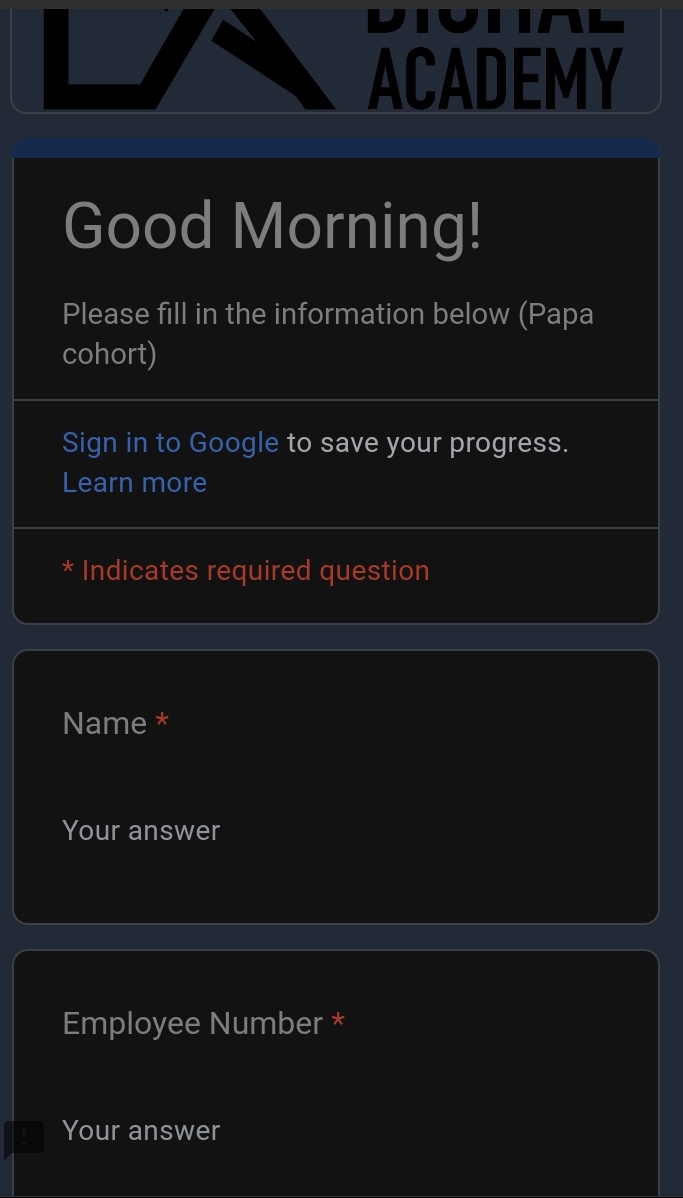 DIGITAL
ACADEMY
Good Morning!
Please fill in the information below (Papa
cohort)
Sign in to Google to save your progress.
Learn more
* Indicates required question
Name *
Your answer
Employee Number *
Your answer